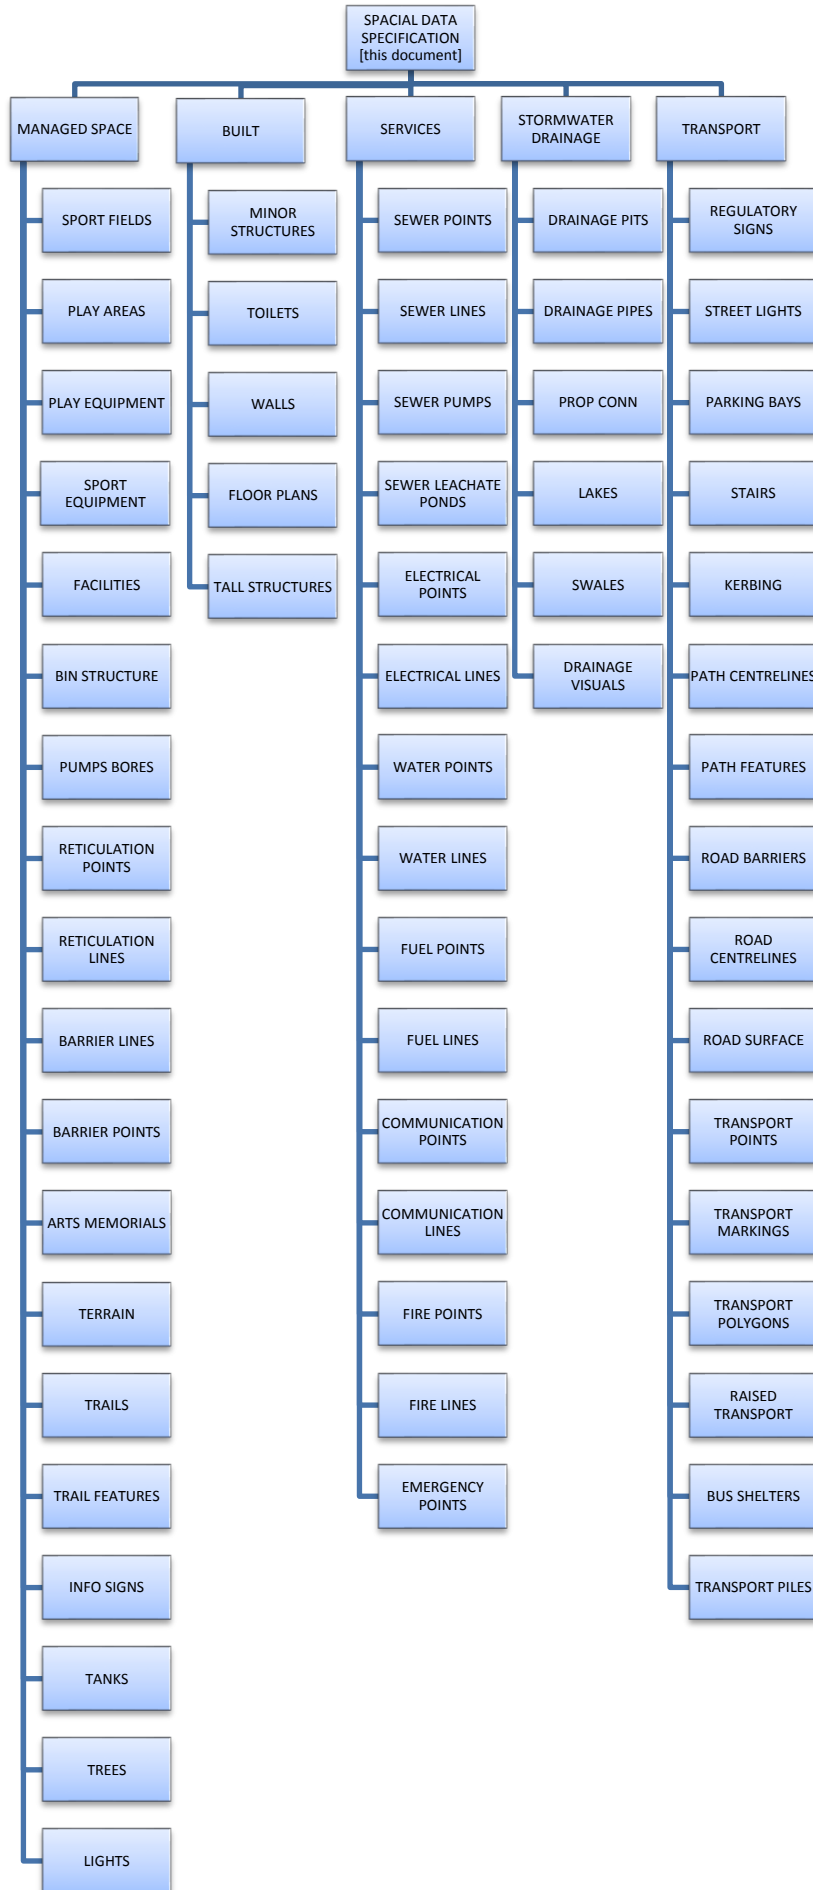 SPACIAL DATA
SPECIFICATION
[this document]
MANAGED SPACE
SPORT FIELDS
PLAY AREAS
PLAY EQUIPMENT
SPORT
EQUIPMENT
FACILITIES
BIN STRUCTURE
PUMPS BORES
RETICULATION
POINTS
RETICULATION
LINES
BARRIER LINES
BARRIER POINTS
ARTS MEMORIALS
TERRAIN
TRAILS
TRAIL FEATURES
INFO SIGNS
TANKS
TREES
LIGHTS
BUILT
MINOR
STRUCTURES
TOILETS
WALLS
FLOOR PLANS
TALL STRUCTURES
SERVICES
SEWER POINTS
SEWER LINES
SEWER PUMPS
SEWER LEACHATE
PONDS
ELECTRICAL
POINTS
ELECTRICAL LINES
WATER POINTS
WATER LINES
FUEL POINTS
FUEL LINES
COMMUNICATION
POINTS
COMMUNICATION
LINES
FIRE POINTS
FIRE LINES
EMERGENCY
POINTS
STORMWATER
DRAINAGE
DRAINAGE PITS
DRAINAGE PIPES
PROP CONN
LAKES
SWALES
DRAINAGE
VISUALS
TRANSPORT
REGULATORY
SIGNS
STREET LIGHTS
PARKING BAYS
STAIRS
KERBING
PATH CENTRELINES
PATH FEATURES
ROAD BARRIERS
ROAD
CENTRELINES
ROAD SURFACE
TRANSPORT
POINTS
TRANSPORT
MARKINGS
TRANSPORT
POLYGONS
RAISED
TRANSPORT
BUS SHELTERS
TRANSPORT PILES